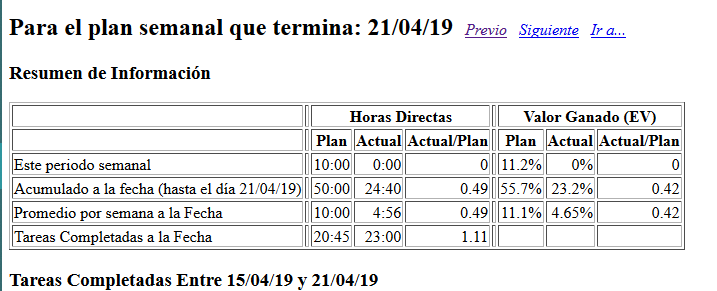 Para el plan semanal que termina: 21/04/19 Previo Siguiente Ir a...
Resumen de Información
Horas Directas Valor Ganado (EV)
Plan Actual Actual/Plan Plan Actual Actual/Plan
Este periodo semanal 10:00 0:00 0 11.2% 0% 0
Acumulado a la fecha (hasta el día 21/04/19) 50:00 24:40 0.49 55.7% 23.2% 0.42
Promedio por semana a la Fecha 10:00 4:56 0.49 11.1% 4.65% 0.42
Tareas Completadas a la Fecha 20:45 23:00 1.11
Tareas Completadas Entre 15/04/19 y 21/04/19